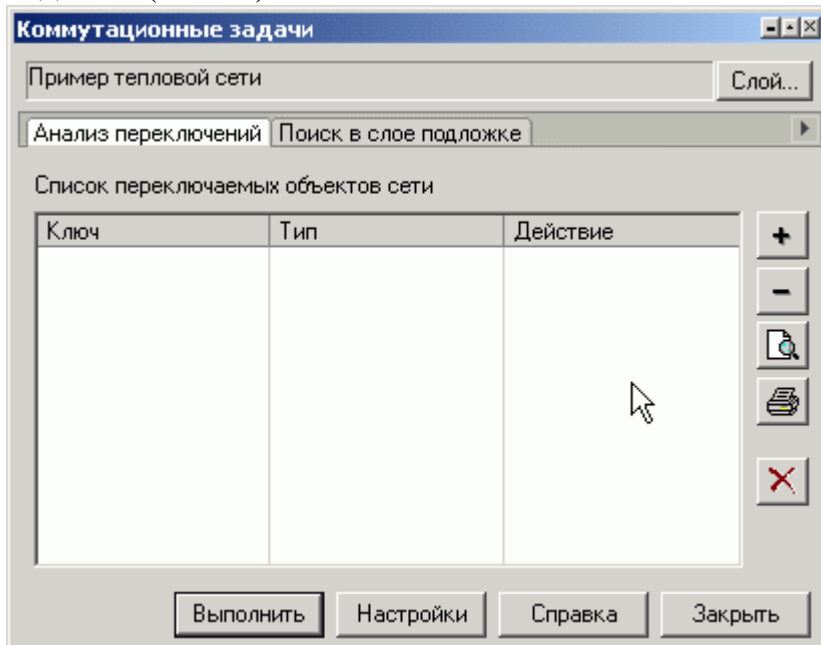 Коммутационные задачи
Пример тепловой сети
Слой...
Анализ переключений Поиск в слое подложке
Список переключаемых объектов сети
Ключ Тип Действие
Выполнить Настройки Справка Закрыть